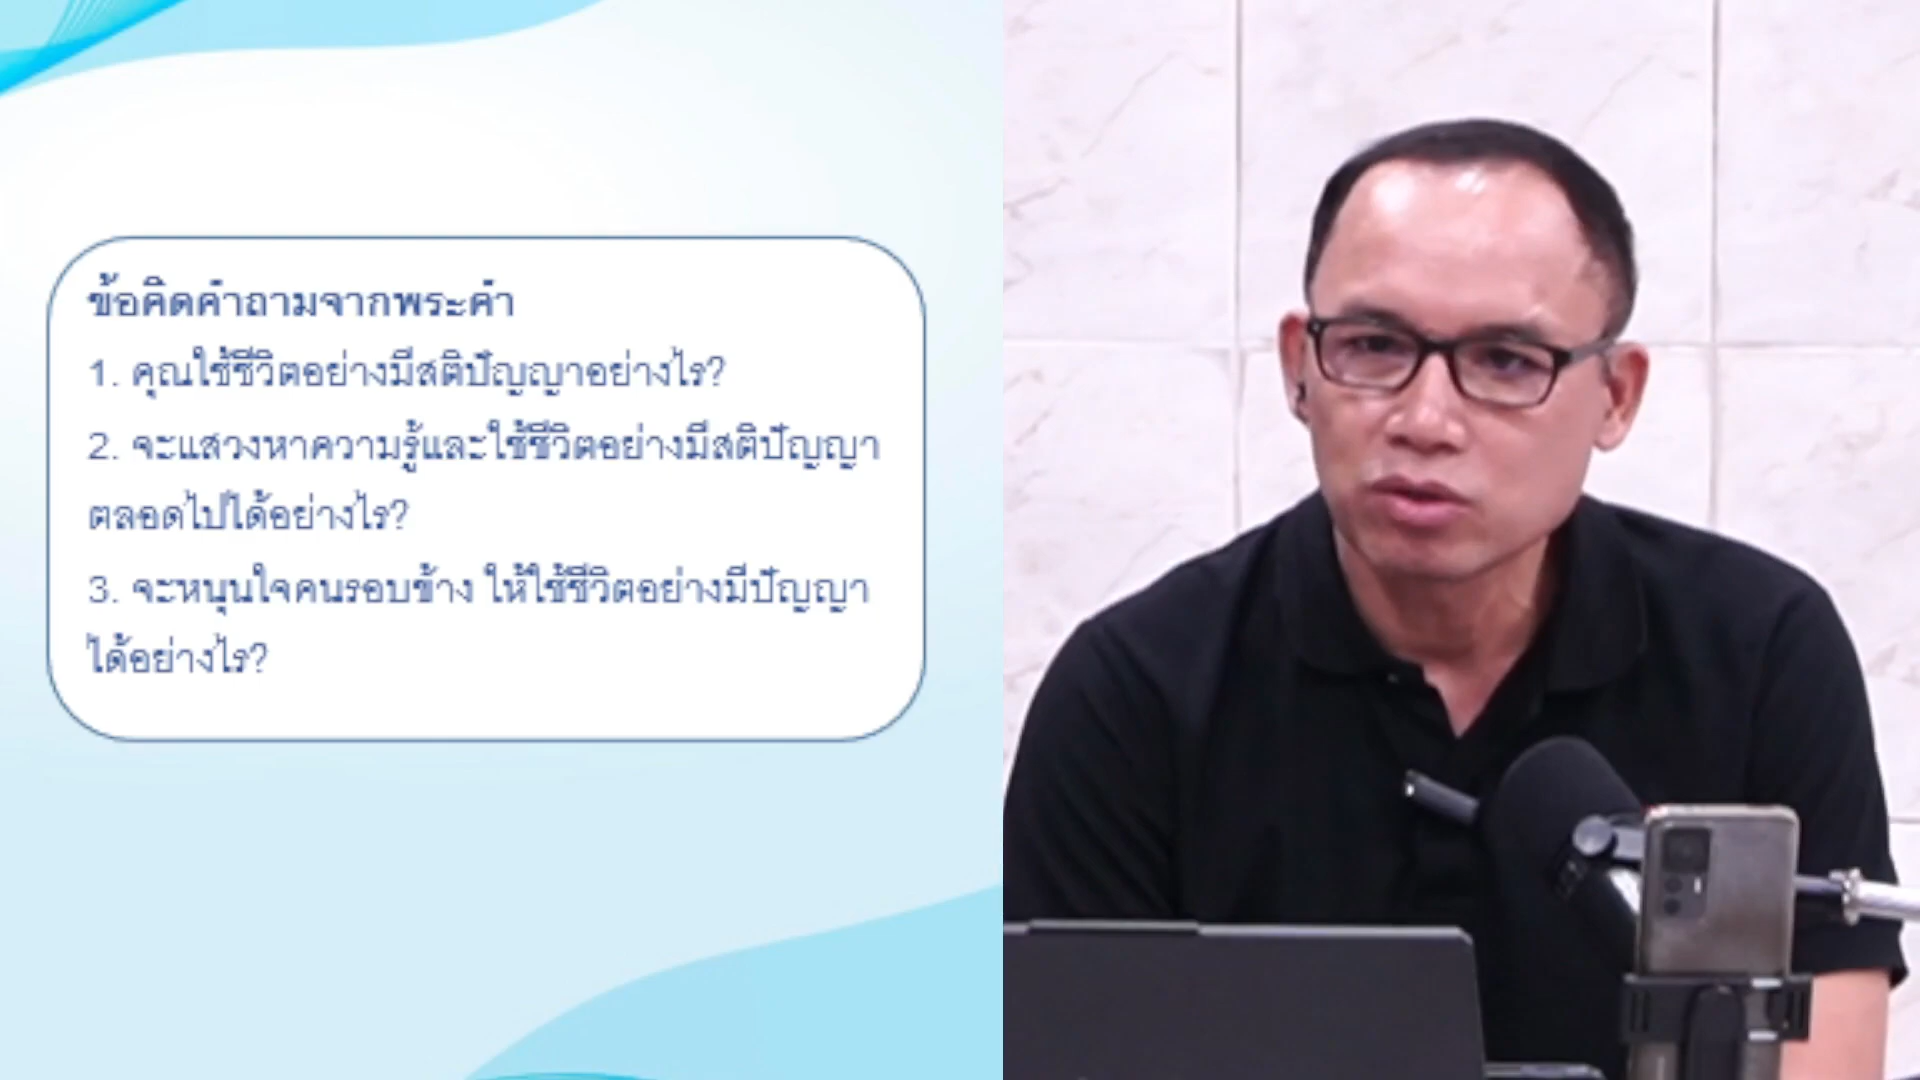 ข้อคิดคำถามจากพระคำ
1. คุณใช้ชีวิตอย่างมีสติปัญญาอย่างไร?
2. จะแสวงหาความรู้และใช้ชีวิตอย่างมีสติปัญญา
ตลอดไปได้อย่างไร?
3. จะหนุนใจคนรอบข้าง ให้ใช้ชีวิตอย่างมีปัญญา
ได้อย่างไร?